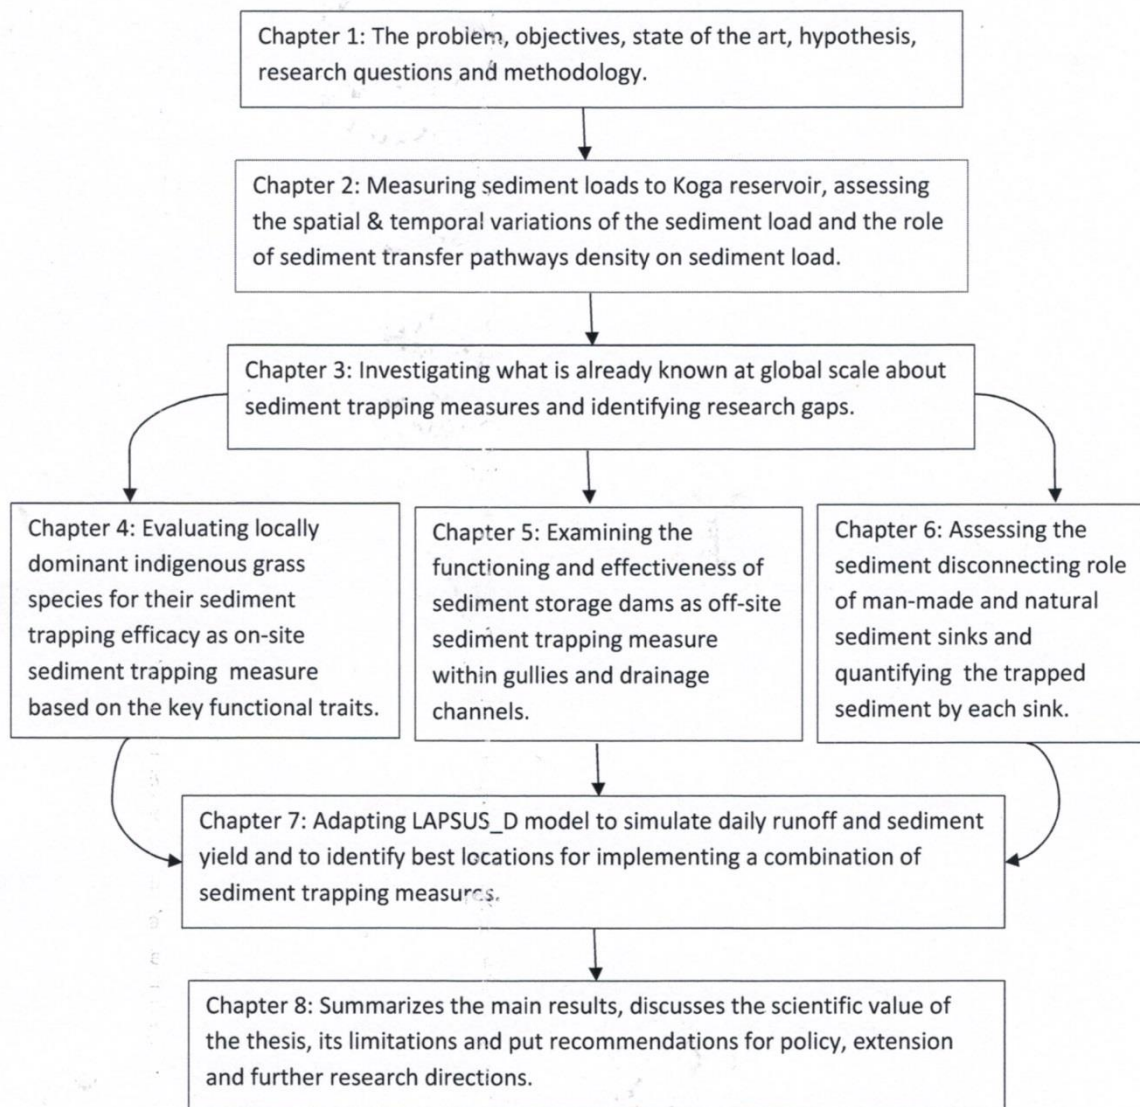 Chapter 1: The problem, objectives, state of the art, hypothesis,
research questions and methodology.
Chapter 2: Measuring sediment loads to Koga reservoir, assessing
the spatial & temporal variations of the sediment load and the role
of sediment transfer pathways density on sediment load.
Chapter 3: Investigating what is already known at global scale about
sediment trapping measures and identifying research gaps.
Chapter 4: Evaluating locally
dominant indigenous grass
species for their sediment
trapping efficacy as on-site
sediment trapping measure
based on the key functional traits.
Chapter 5: Examining the
functioning and effectiveness of
sediment storage dams as off-site
sediment trapping measure
within gullies and drainage
channels.
Chapter 6: Assessing the
sediment disconnecting role
of man-made and natural
sediment sinks and
quantifying the trapped
sediment by each sink.
Chapter 7: Adapting LAPSUS_D model to simulate daily runoff and sediment
yield and to identify best locations for implementing a combination of
sediment trapping measures.
Chapter 8: Summarizes the main results, discusses the scientific value of
the thesis, its limitations and put recommendations for policy, extension
and further research directions.